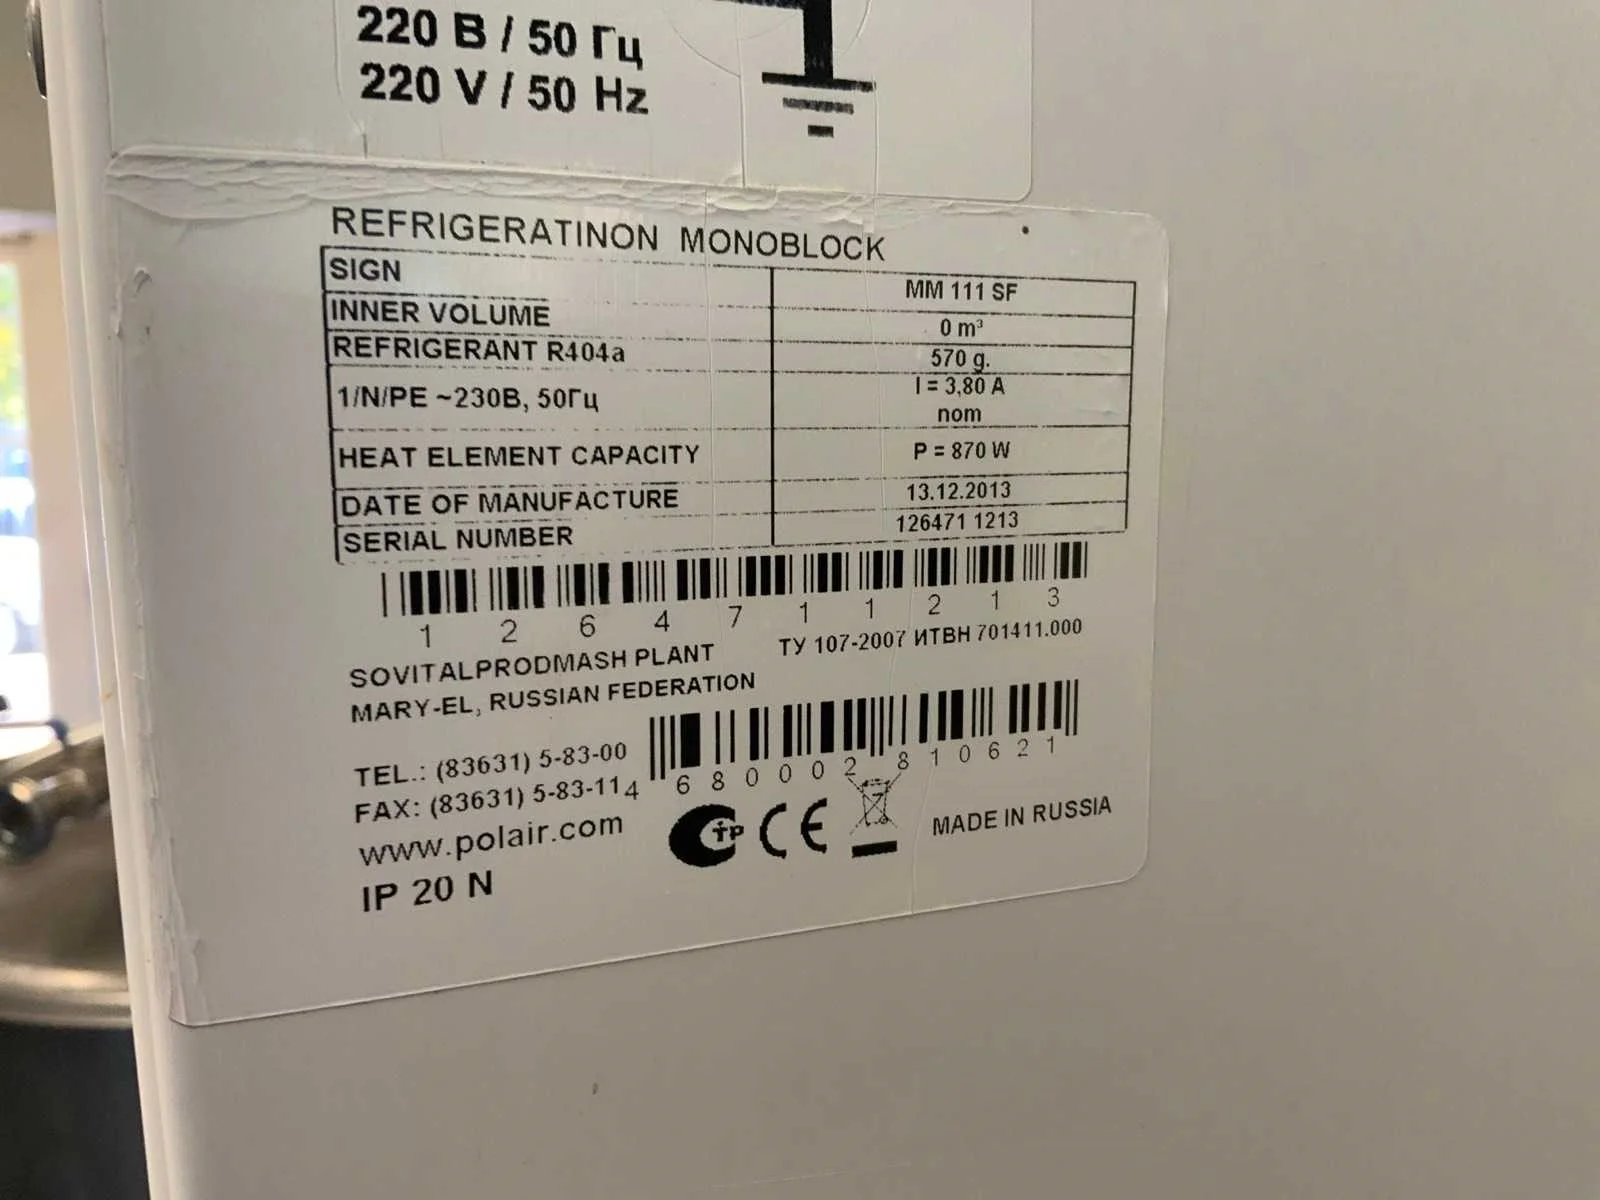 220 В / 50 Гц
220 V / 50 Hz
REFRIGERATINON MONOBLOCK
SIGN MM 111 SF
INNER VOLUME 0 m³
REFRIGERANT R404a 570 g.
1/N/PE ~230В, 50Гц I = 3,80 A nom
HEAT ELEMENT CAPACITY P = 870 W
DATE OF MANUFACTURE 13.12.2013
SERIAL NUMBER 126471 1213
1 2 6 4 7 1 1 2 1 3
SOVITALPRODMASH PLANT ТУ 107-2007 ИТВН 701411.000
MARY-EL, RUSSIAN FEDERATION
TEL.: (83631) 5-83-00
FAX: (83631) 5-83-11
4 680002 810621
www.polair.com
СТР CE MADE IN RUSSIA
IP 20 N